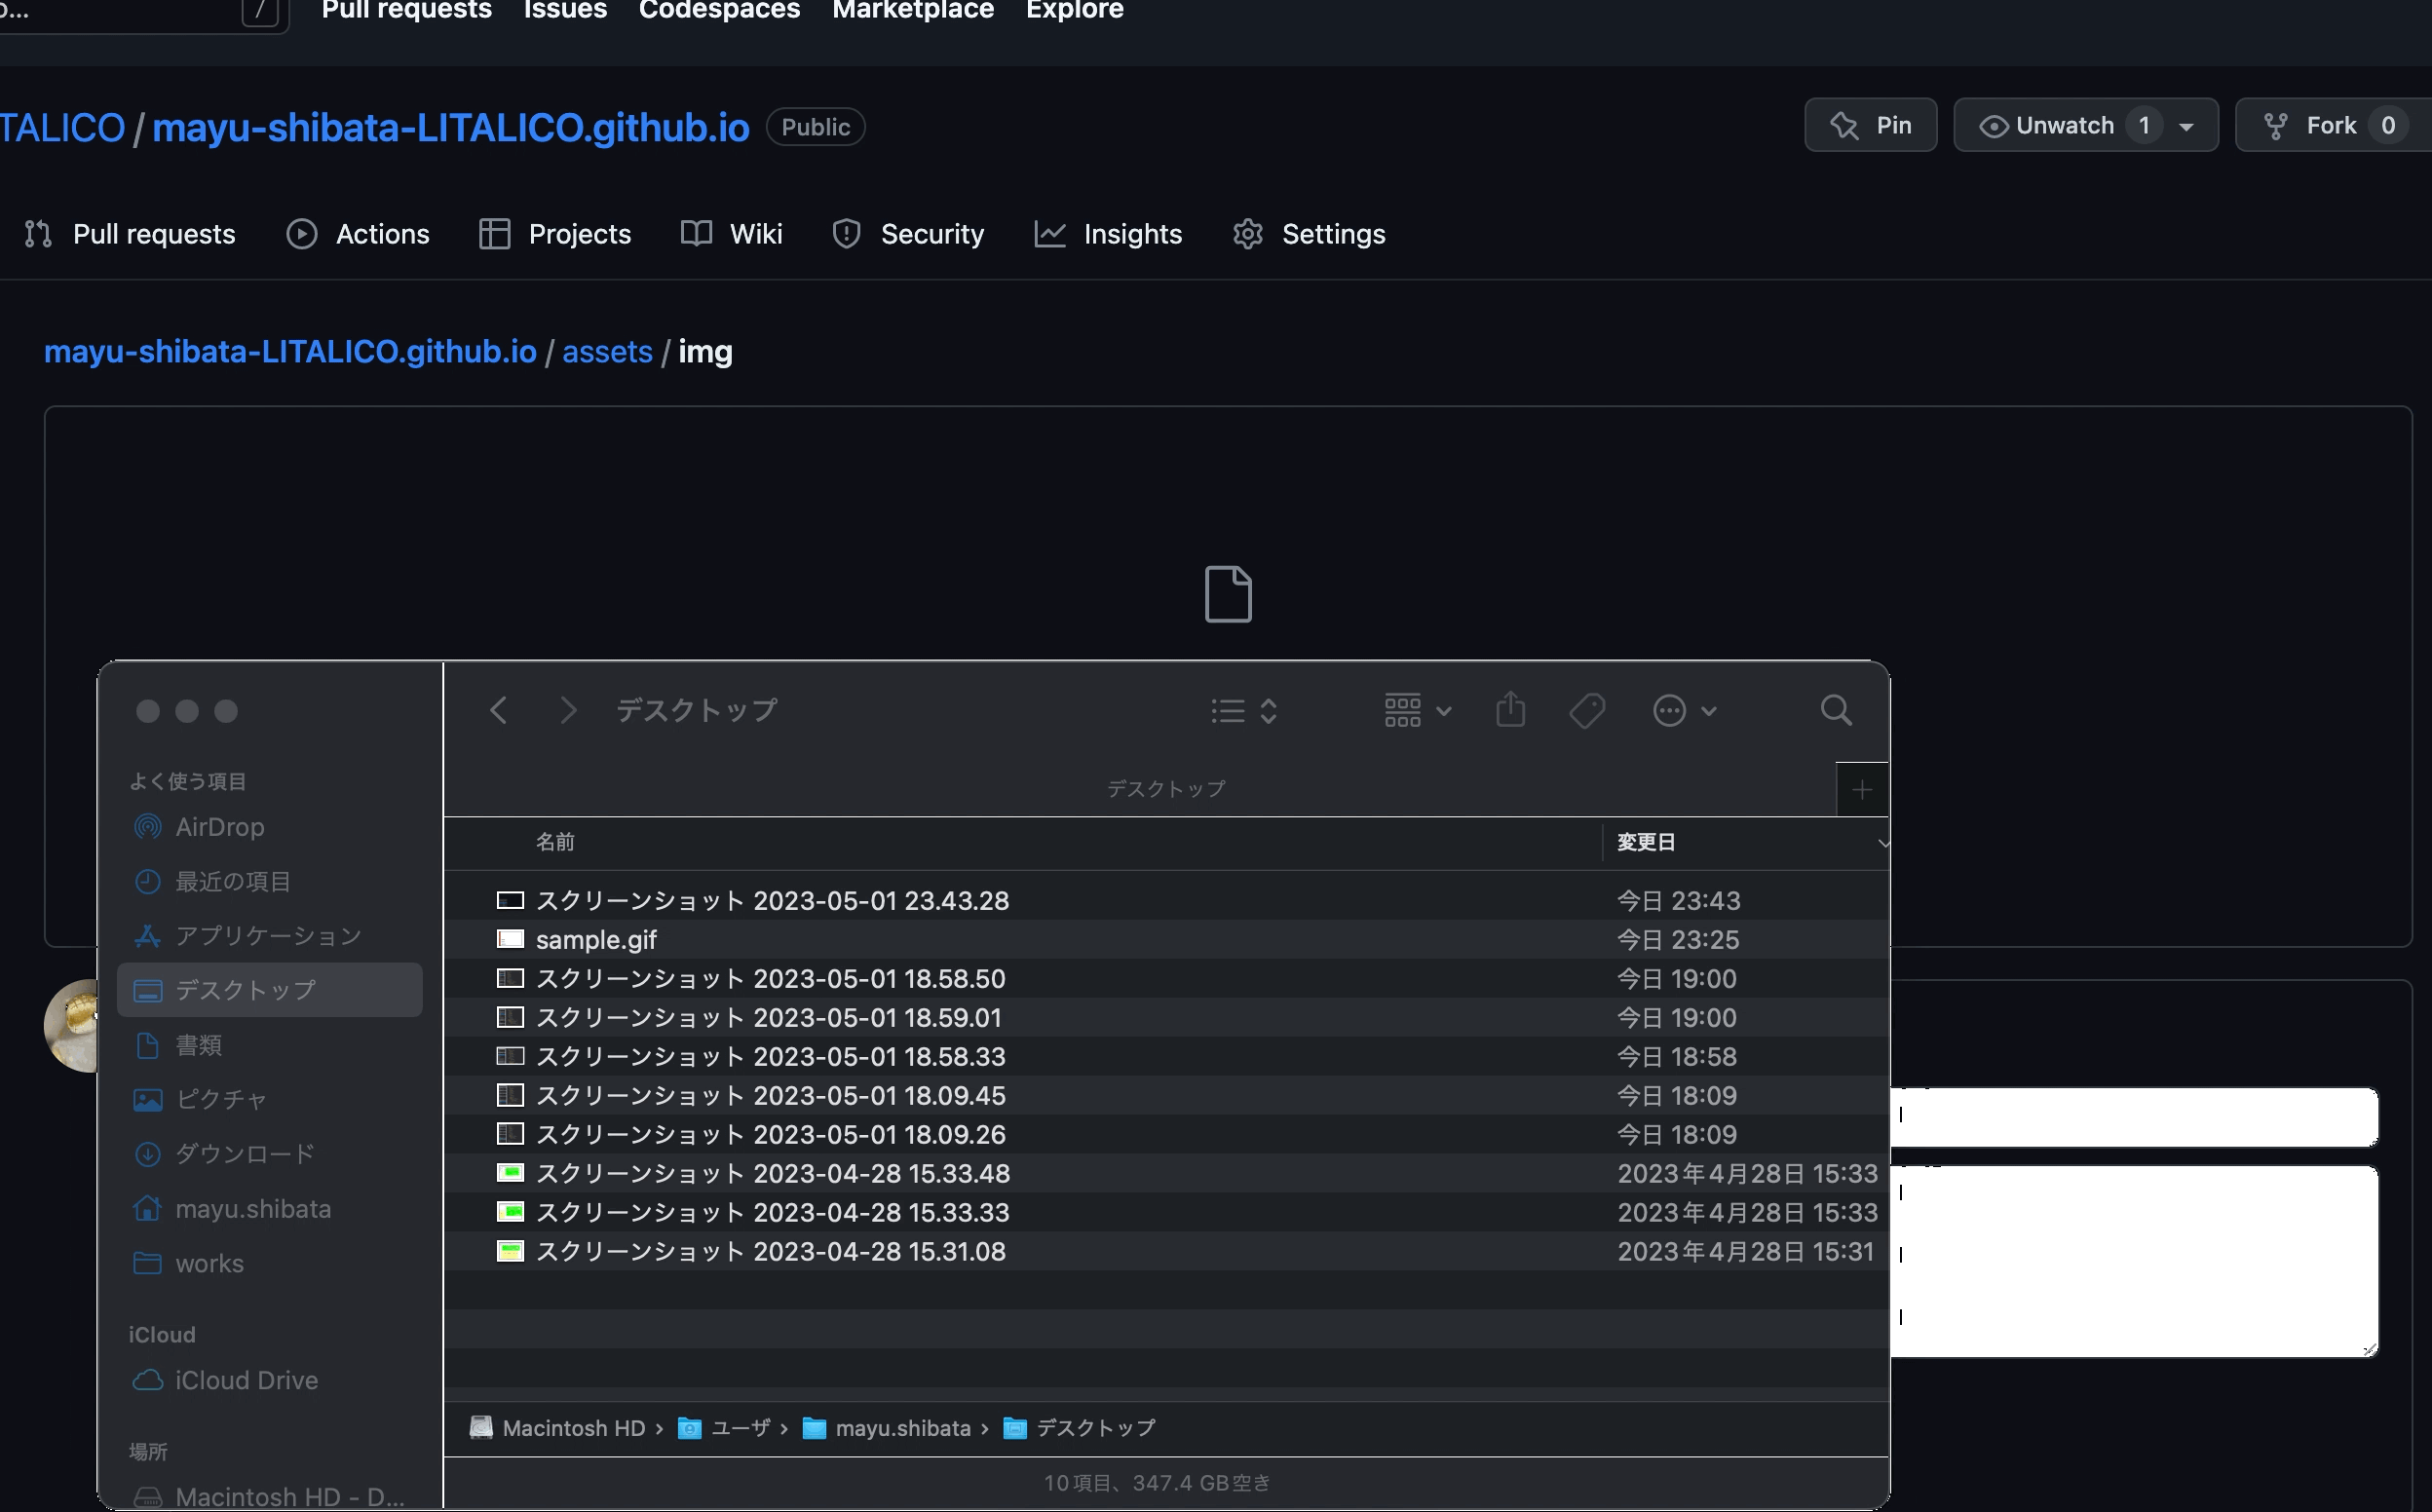 o... /
Pull requests Issues Codespaces Marketplace Explore
TALICO / mayu-shibata-LITALICO.github.io Public
Pin Unwatch 1 Fork 0
Pull requests Actions Projects Wiki Security Insights Settings
mayu-shibata-LITALICO.github.io / assets / img
デスクトップ
デスクトップ
よく使う項目
AirDrop
最近の項目
アプリケーション
デスクトップ
書類
ピクチャ
ダウンロード
mayu.shibata
works
iCloud
iCloud Drive
場所
Macintosh HD - D...
名前 変更日
スクリーンショット 2023-05-01 23.43.28 今日 23:43
sample.gif 今日 23:25
スクリーンショット 2023-05-01 18.58.50 今日 19:00
スクリーンショット 2023-05-01 18.59.01 今日 19:00
スクリーンショット 2023-05-01 18.58.33 今日 18:58
スクリーンショット 2023-05-01 18.09.45 今日 18:09
スクリーンショット 2023-05-01 18.09.26 今日 18:09
スクリーンショット 2023-04-28 15.33.48 2023年4月28日 15:33
スクリーンショット 2023-04-28 15.33.33 2023年4月28日 15:33
スクリーンショット 2023-04-28 15.31.08 2023年4月28日 15:31
Macintosh HD › ユーザ › mayu.shibata › デスクトップ
10項目、347.4 GB空き